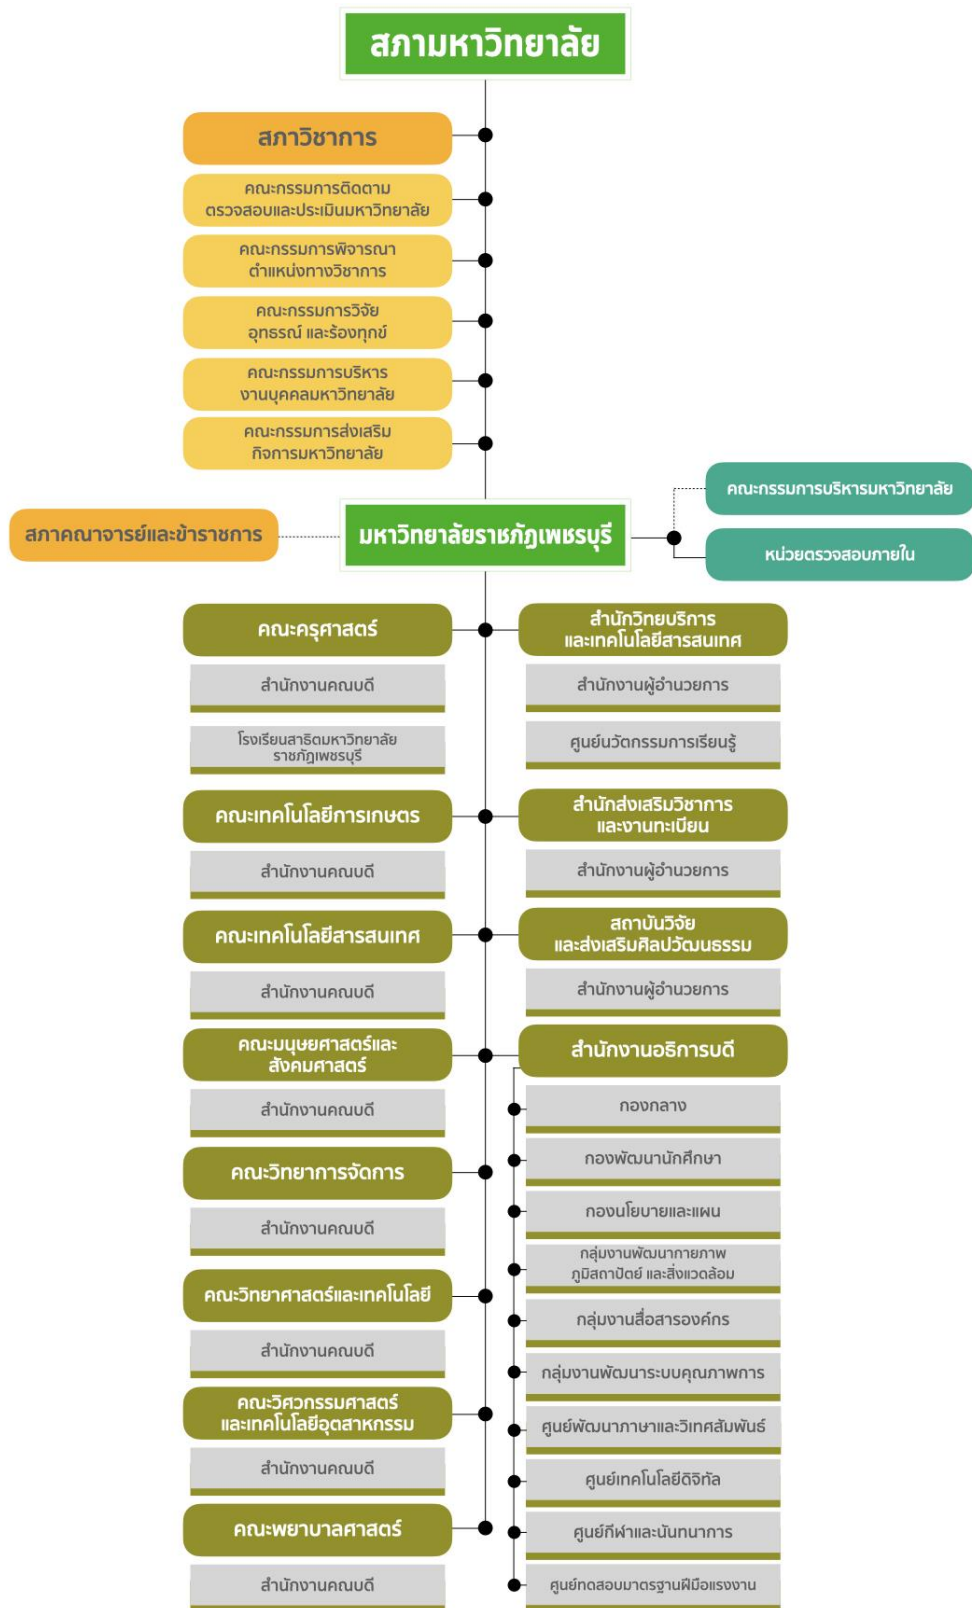 สภามหาวิทยาลัย
สภาวิชาการ
คณะกรรมการติดตาม
ตรวจสอบและประเมินมหาวิทยาลัย
คณะกรรมการพิจารณา
ตำแหน่งทางวิชาการ
คณะกรรมการวิจัย
อุทธรณ์ และร้องทุกข์
คณะกรรมการบริหาร
งานบุคคลมหาวิทยาลัย
คณะกรรมการส่งเสริม
กิจการมหาวิทยาลัย
คณะกรรมการบริหารมหาวิทยาลัย
สภาคณาจารย์และข้าราชการ
มหาวิทยาลัยราชภัฏเพชรบุรี
หน่วยตรวจสอบภายใน
คณะครุศาสตร์
สำนักงานคณบดี
โรงเรียนสาธิตมหาวิทยาลัย
ราชภัฏเพชรบุรี
คณะเทคโนโลยีการเกษตร
สำนักงานคณบดี
คณะเทคโนโลยีสารสนเทศ
สำนักงานคณบดี
คณะมนุษยศาสตร์และ
สังคมศาสตร์
สำนักงานคณบดี
คณะวิทยาการจัดการ
สำนักงานคณบดี
คณะวิทยาศาสตร์และเทคโนโลยี
สำนักงานคณบดี
คณะวิศวกรรมศาสตร์
และเทคโนโลยีอุตสาหกรรม
สำนักงานคณบดี
คณะพยาบาลศาสตร์
สำนักงานคณบดี
สำนักวิทยบริการ
และเทคโนโลยีสารสนเทศ
สำนักงานผู้อำนวยการ
ศูนย์นวัตกรรมการเรียนรู้
สำนักส่งเสริมวิชาการ
และงานทะเบียน
สำนักงานผู้อำนวยการ
สถาบันวิจัย
และส่งเสริมศิลปวัฒนธรรม
สำนักงานผู้อำนวยการ
สำนักงานอธิการบดี
กองกลาง
กองพัฒนานักศึกษา
กองนโยบายและแผน
กลุ่มงานพัฒนากายภาพ
ภูมิสถาปัตย์ และสิ่งแวดล้อม
กลุ่มงานสื่อสารองค์กร
กลุ่มงานพัฒนาระบบคุณภาพการ
ศูนย์พัฒนาภาษาและวิเทศสัมพันธ์
ศูนย์เทคโนโลยีดิจิทัล
ศูนย์กีฬาและนันทนาการ
ศูนย์ทดสอบมาตรฐานฝีมือแรงงาน